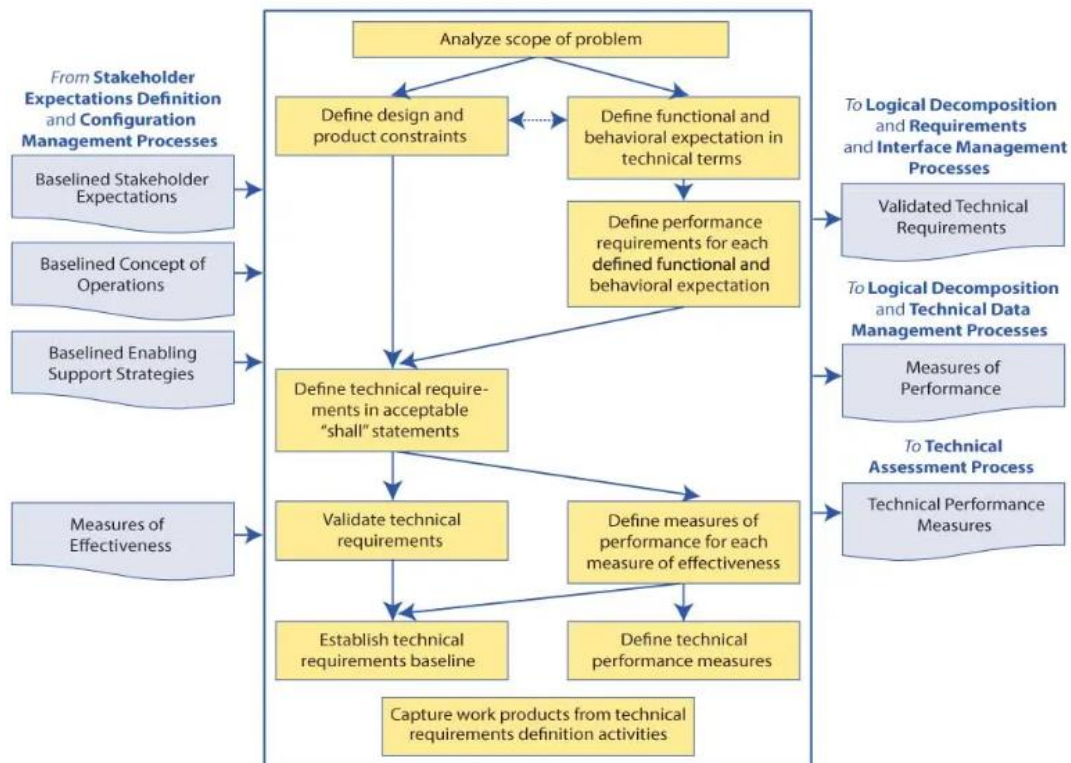 Analyze scope of problem
From Stakeholder
Expectations Definition
and Configuration
Management Processes
Baselined Stakeholder
Expectations
Baselined Concept of
Operations
Baselined Enabling
Support Strategies
Measures of
Effectiveness
Define design and
product constraints
Define functional and
behavioral expectation in
technical terms
Define performance
requirements for each
defined functional and
behavioral expectation
Define technical require-
ments in acceptable
“shall” statements
Validate technical
requirements
Define measures of
performance for each
measure of effectiveness
Establish technical
requirements baseline
Define technical
performance measures
Capture work products from technical
requirements definition activities
To Logical Decomposition
and Requirements
and Interface Management
Processes
Validated Technical
Requirements
To Logical Decomposition
and Technical Data
Management Processes
Measures of
Performance
To Technical
Assessment Process
Technical Performance
Measures